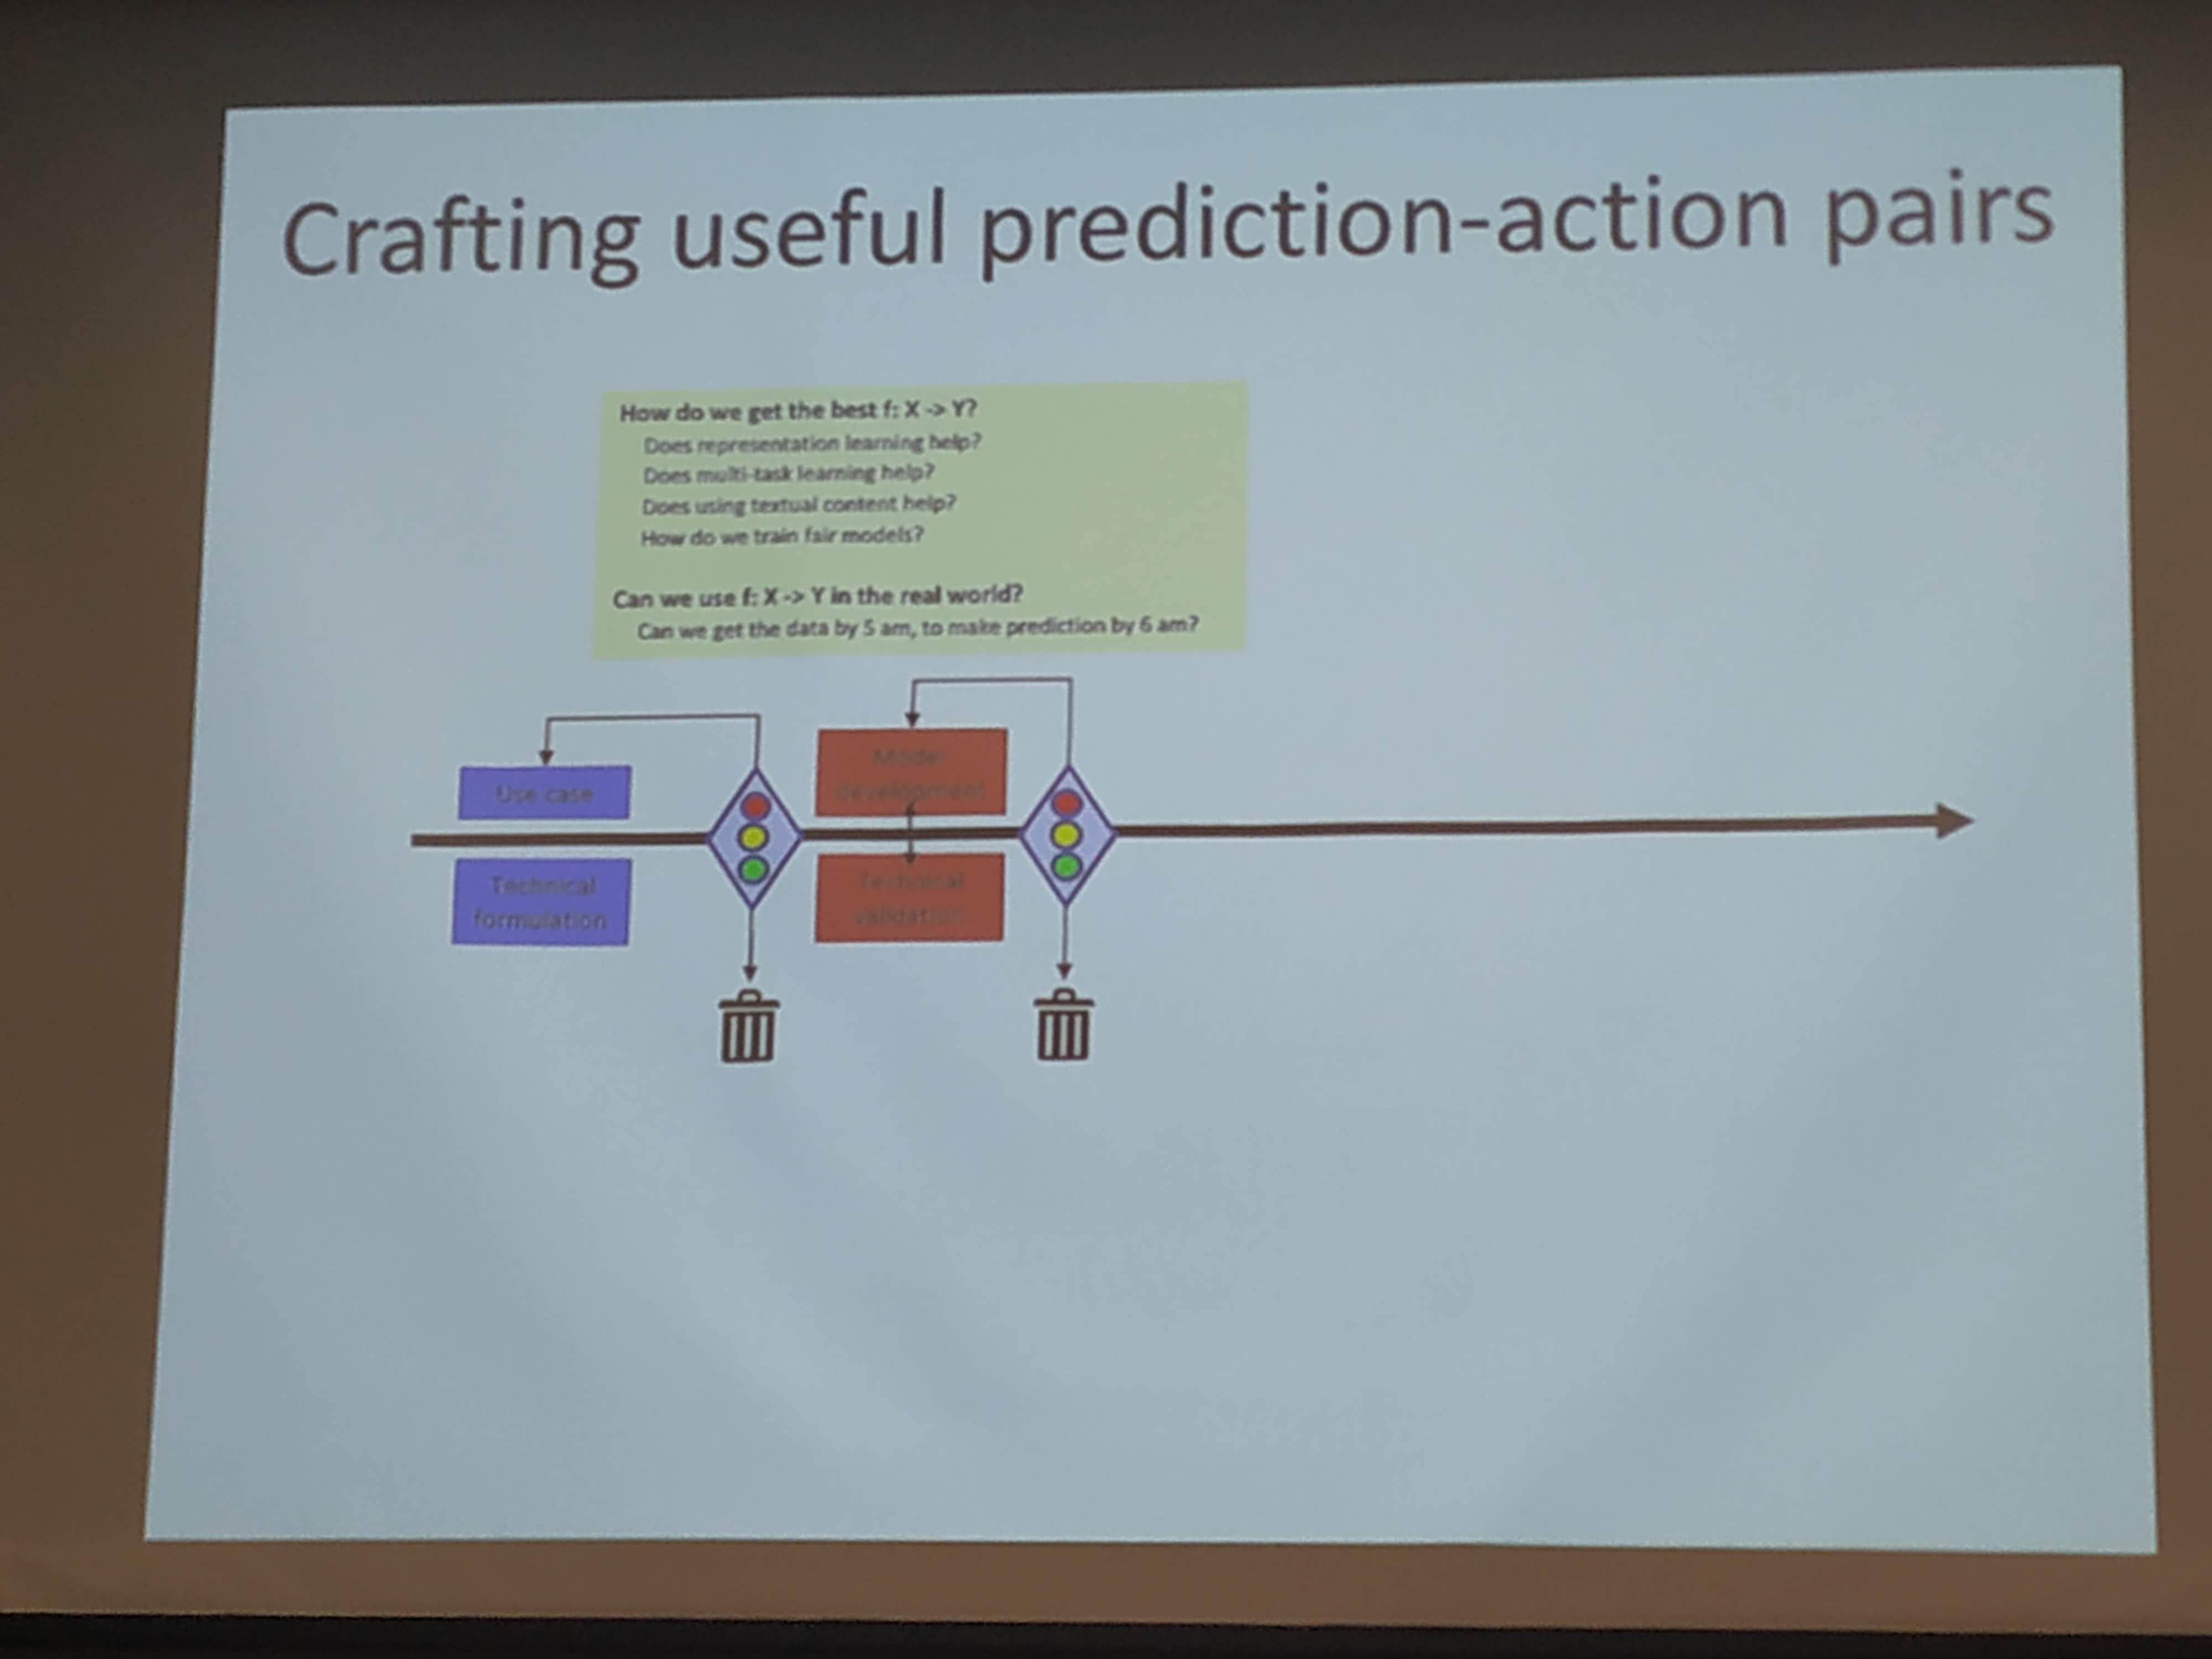 Crafting useful prediction-action pairs
How do we get the best f: X -> Y?
Does representation learning help?
Does multi-task learning help?
Does using textual content help?
How do we train fair models?
Can we use f: X -> Y in the real world?
Can we get the data by 5 am, to make prediction by 6 am?
Use case
Technical
formulation
Model
development
Technical
validation